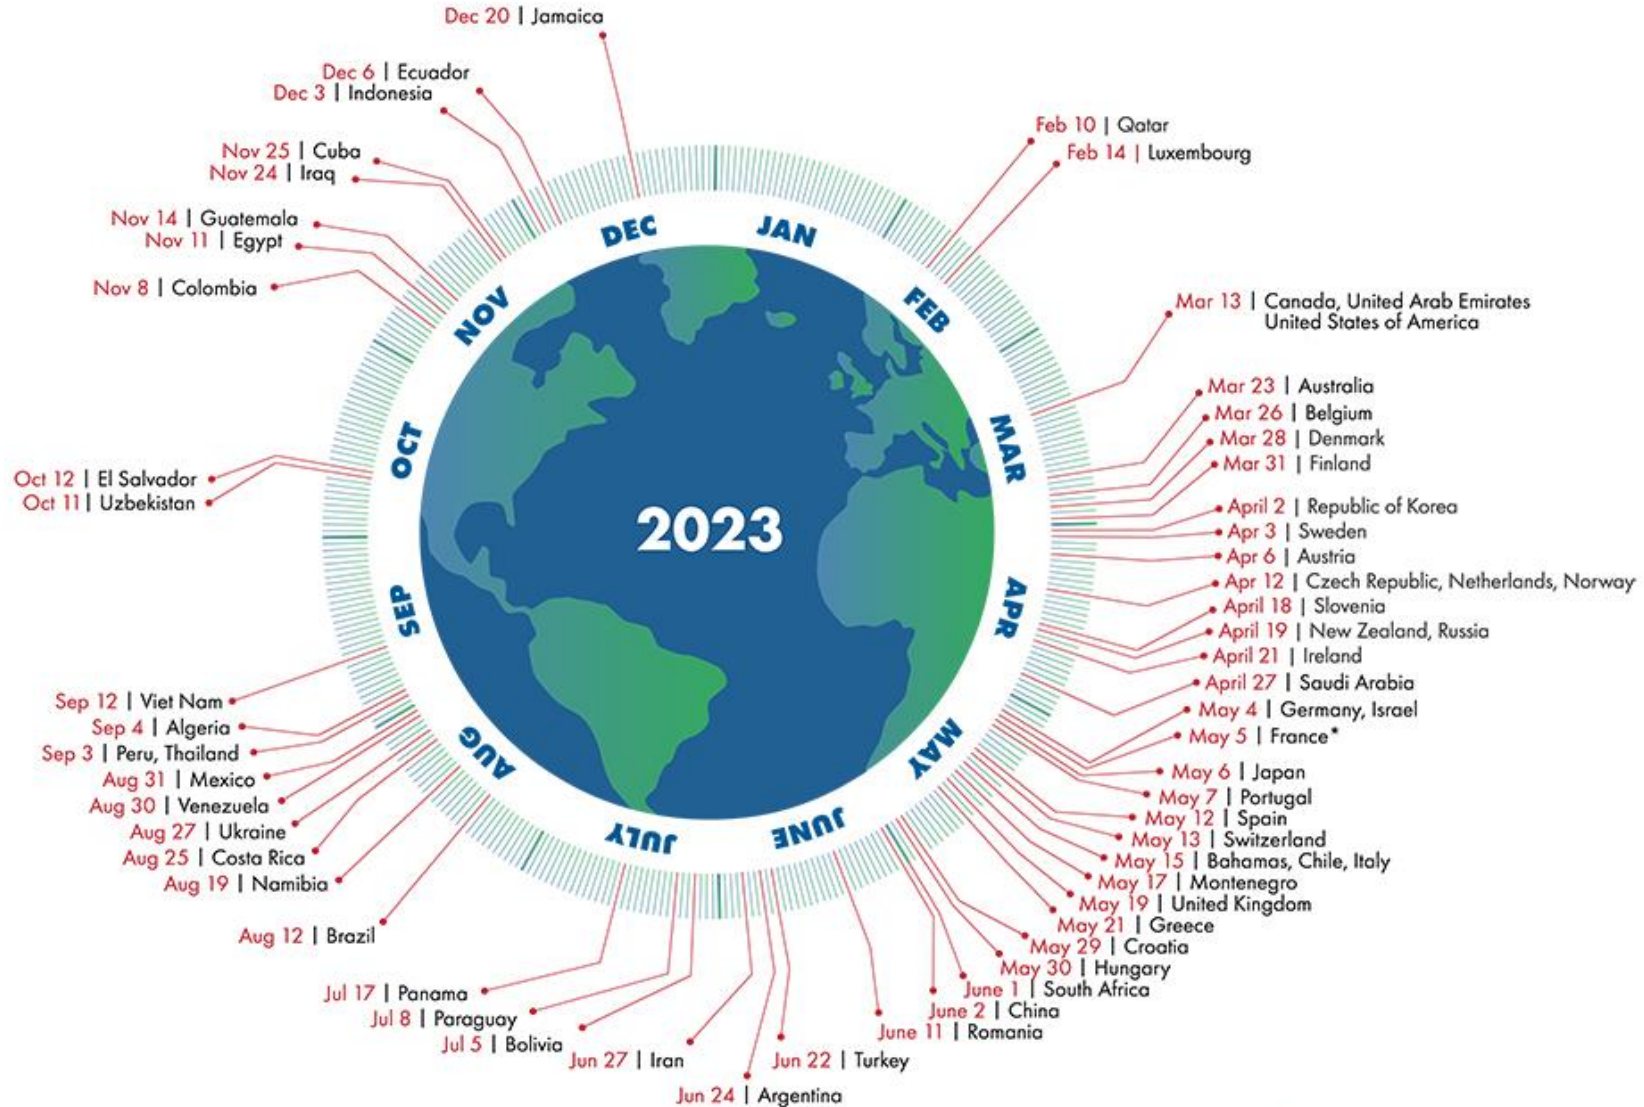 Dec 20 | Jamaica
Dec 6 | Ecuador
Dec 3 | Indonesia
Nov 25 | Cuba
Nov 24 | Iraq
Nov 14 | Guatemala
Nov 11 | Egypt
Nov 8 | Colombia
Oct 12 | El Salvador
Oct 11 | Uzbekistan
Sep 12 | Viet Nam
Sep 4 | Algeria
Sep 3 | Peru, Thailand
Aug 31 | Mexico
Aug 30 | Venezuela
Aug 27 | Ukraine
Aug 25 | Costa Rica
Aug 19 | Namibia
Aug 12 | Brazil
Jul 17 | Panama
Jul 8 | Paraguay
Jul 5 | Bolivia
Jun 27 | Iran
Jun 24 | Argentina
Jun 22 | Turkey
Feb 10 | Qatar
Feb 14 | Luxembourg
Mar 13 | Canada, United Arab Emirates
United States of America
Mar 23 | Australia
Mar 26 | Belgium
Mar 28 | Denmark
Mar 31 | Finland
April 2 | Republic of Korea
Apr 3 | Sweden
Apr 6 | Austria
Apr 12 | Czech Republic, Netherlands, Norway
April 18 | Slovenia
April 19 | New Zealand, Russia
April 21 | Ireland
April 27 | Saudi Arabia
May 4 | Germany, Israel
May 5 | France*
May 6 | Japan
May 7 | Portugal
May 12 | Spain
May 13 | Switzerland
May 15 | Bahamas, Chile, Italy
May 17 | Montenegro
May 19 | United Kingdom
May 21 | Greece
May 29 | Croatia
May 30 | Hungary
June 1 | South Africa
June 2 | China
June 11 | Romania
JAN
FEB
MAR
APR
MAY
JUNE
JULY
AUG
SEP
OCT
NOV
DEC
2023